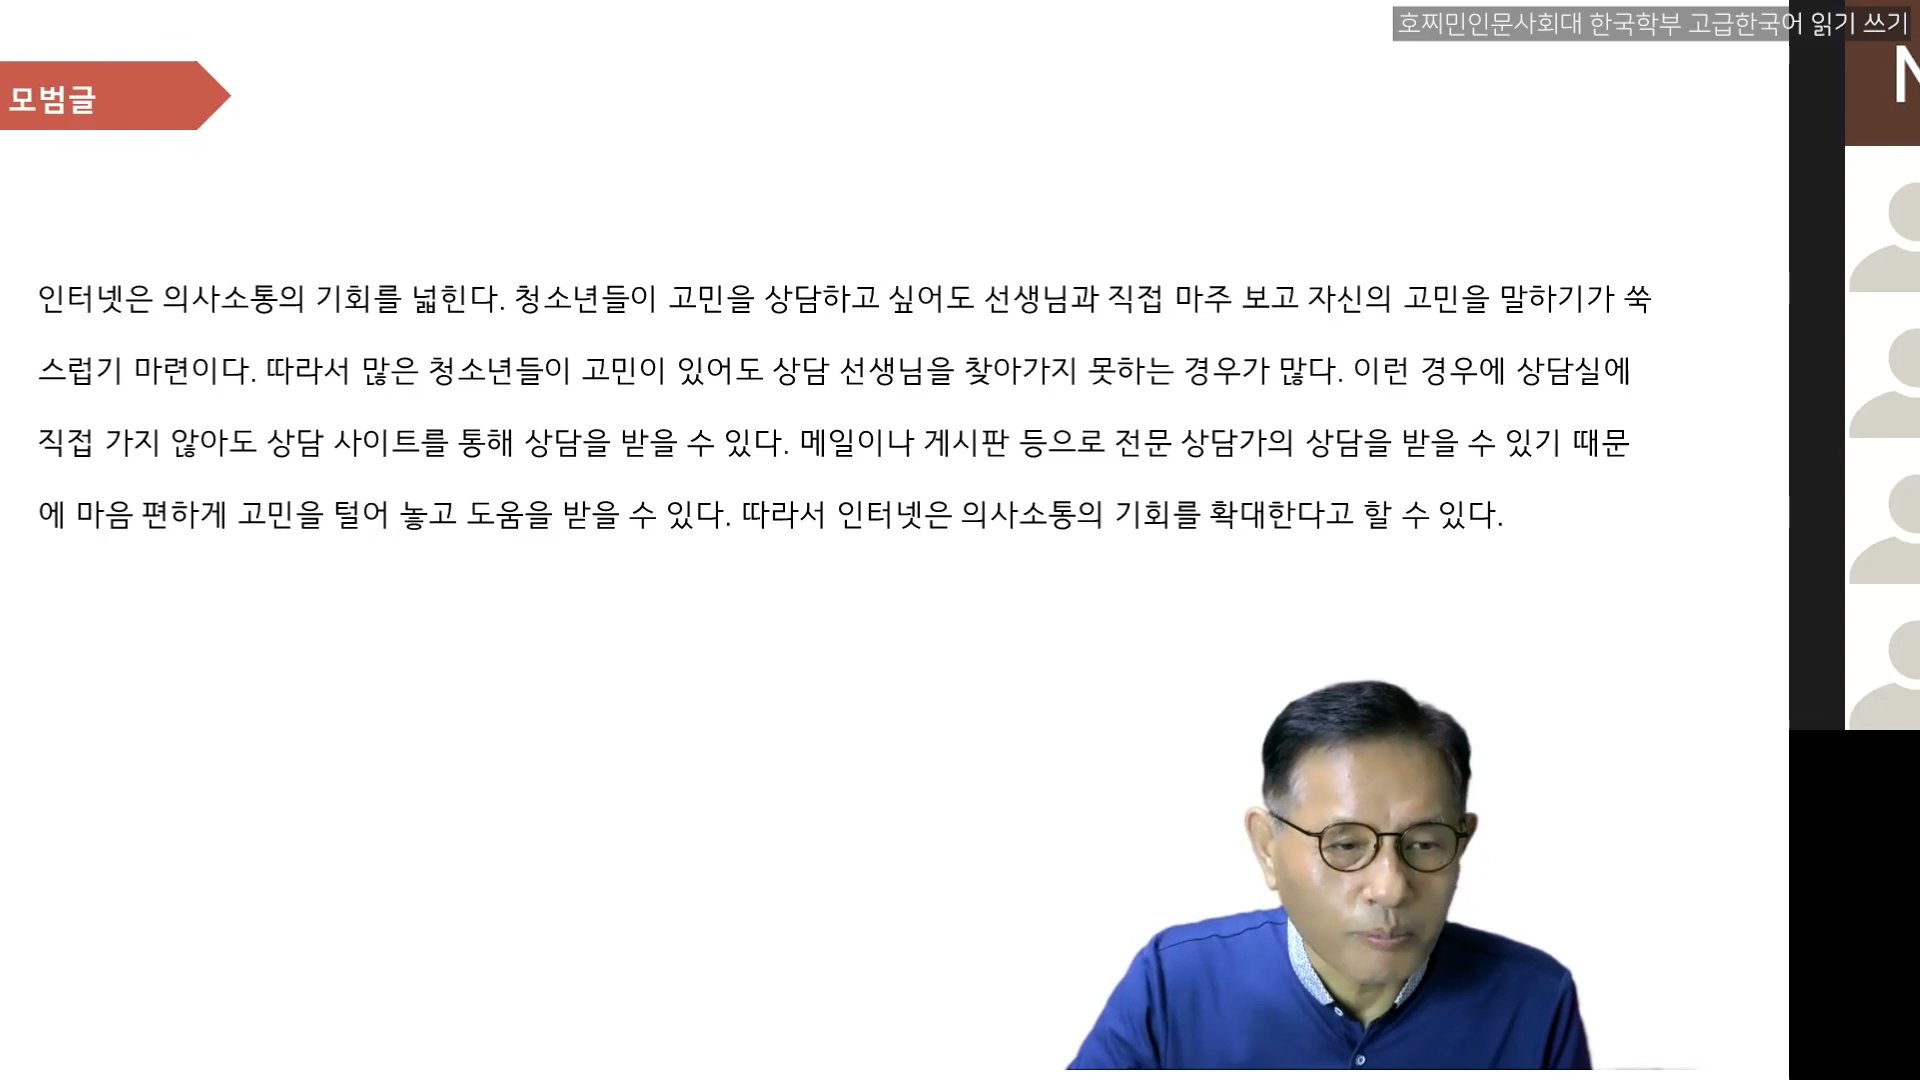 호찌민인문사회대 한국학부 고급한국어 읽기 쓰기
모범글
인터넷은 의사소통의 기회를 넓힌다. 청소년들이 고민을 상담하고 싶어도 선생님과 직접 마주 보고 자신의 고민을 말하기가 쑥
스럽기 마련이다. 따라서 많은 청소년들이 고민이 있어도 상담 선생님을 찾아가지 못하는 경우가 많다. 이런 경우에 상담실에
직접 가지 않아도 상담 사이트를 통해 상담을 받을 수 있다. 메일이나 게시판 등으로 전문 상담가의 상담을 받을 수 있기 때문
에 마음 편하게 고민을 털어 놓고 도움을 받을 수 있다. 따라서 인터넷은 의사소통의 기회를 확대한다고 할 수 있다.